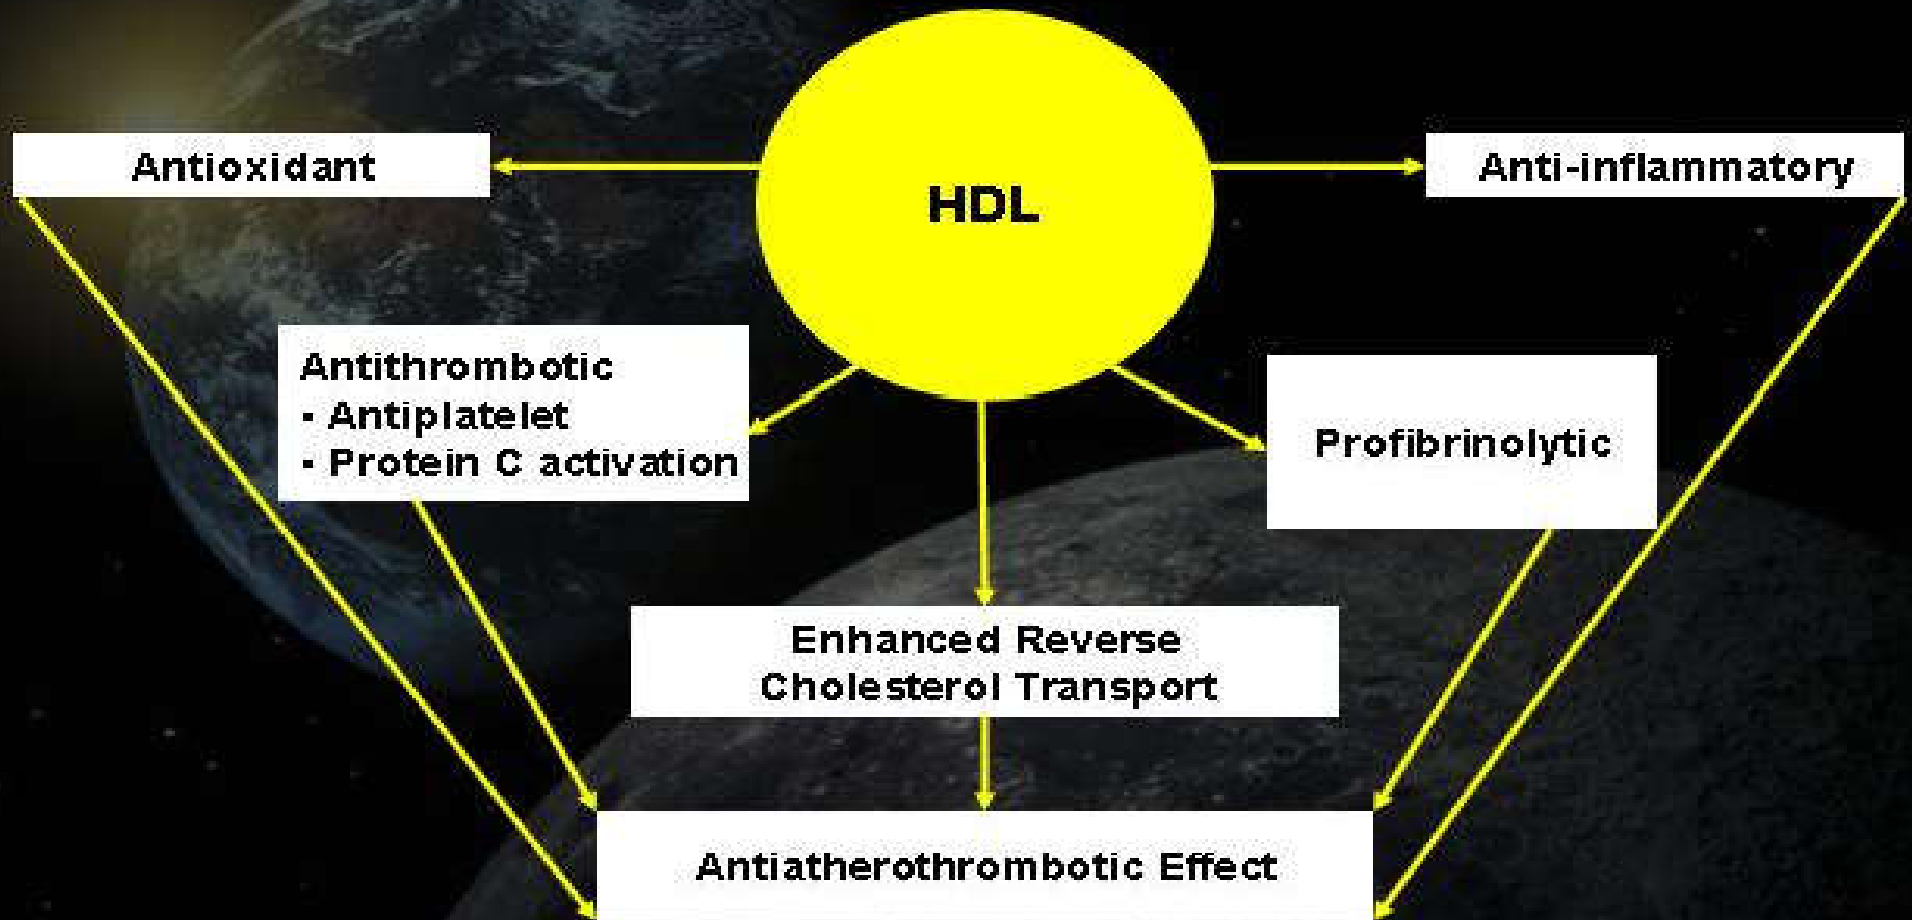 HDL
Antioxidant
Anti-inflammatory
Antithrombotic
- Antiplatelet
- Protein C activation
Profibrinolytic
Enhanced Reverse
Cholesterol Transport
Antiatherothrombotic Effect